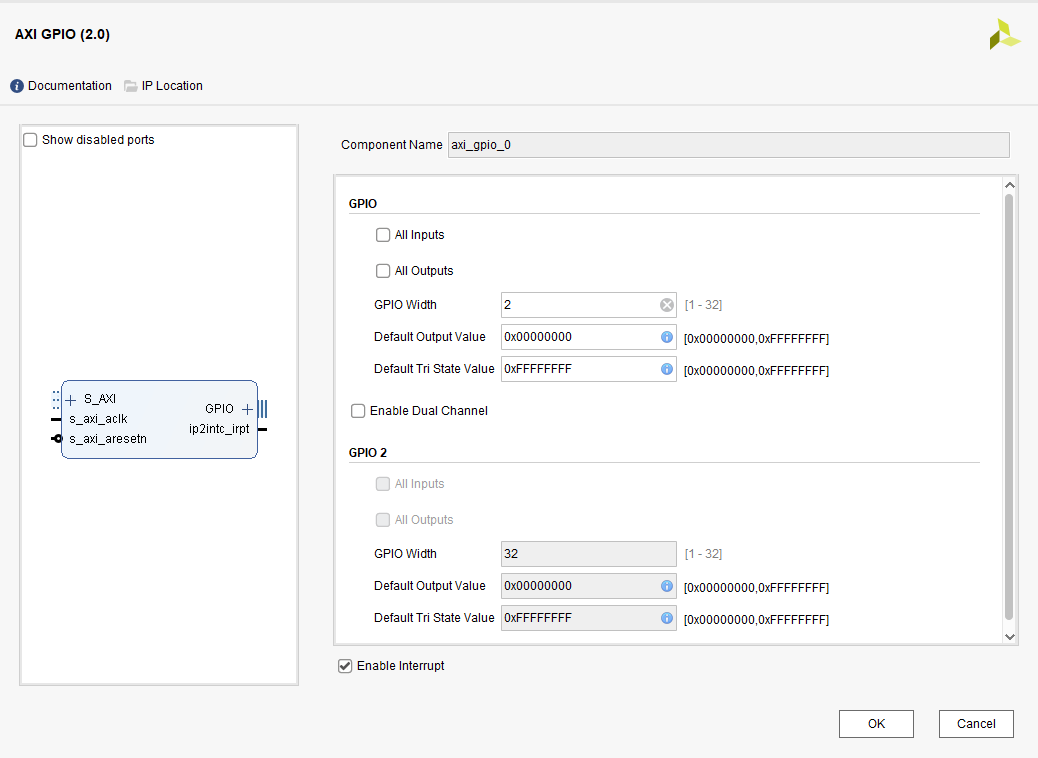 AXI GPIO (2.0)
Documentation IP Location
Show disabled ports
Component Name axi_gpio_0
GPIO
All Inputs
All Outputs
GPIO Width 2 [1 - 32]
Default Output Value 0x00000000 [0x00000000,0xFFFFFFFF]
Default Tri State Value 0xFFFFFFFF [0x00000000,0xFFFFFFFF]
Enable Dual Channel
GPIO 2
All Inputs
All Outputs
GPIO Width 32 [1 - 32]
Default Output Value 0x00000000 [0x00000000,0xFFFFFFFF]
Default Tri State Value 0xFFFFFFFF [0x00000000,0xFFFFFFFF]
Enable Interrupt
S_AXI
s_axi_aclk
s_axi_aresetn
GPIO
ip2intc_irpt
OK Cancel